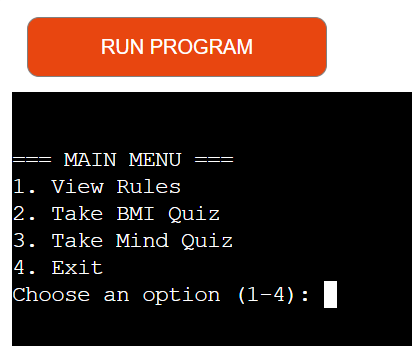 RUN PROGRAM
=== MAIN MENU ===
1. View Rules
2. Take BMI Quiz
3. Take Mind Quiz
4. Exit
Choose an option (1-4):